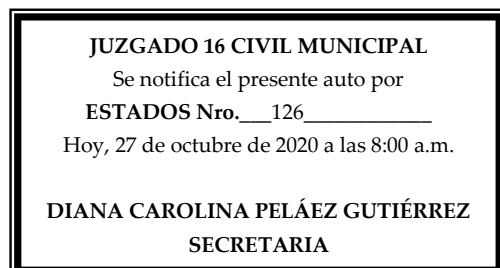 JUZGADO 16 CIVIL MUNICIPAL
Se notifica el presente auto por
ESTADOS Nro.___126____________
Hoy, 27 de octubre de 2020 a las 8:00 a.m.
DIANA CAROLINA PELÁEZ GUTIÉRREZ
SECRETARIA